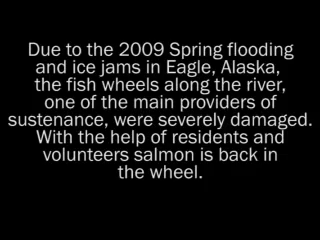 Due to the 2009 Spring flooding
and ice jams in Eagle, Alaska,
the fish wheels along the river,
one of the main providers of
sustenance, were severely damaged.
With the help of residents and
volunteers salmon is back in
the wheel.